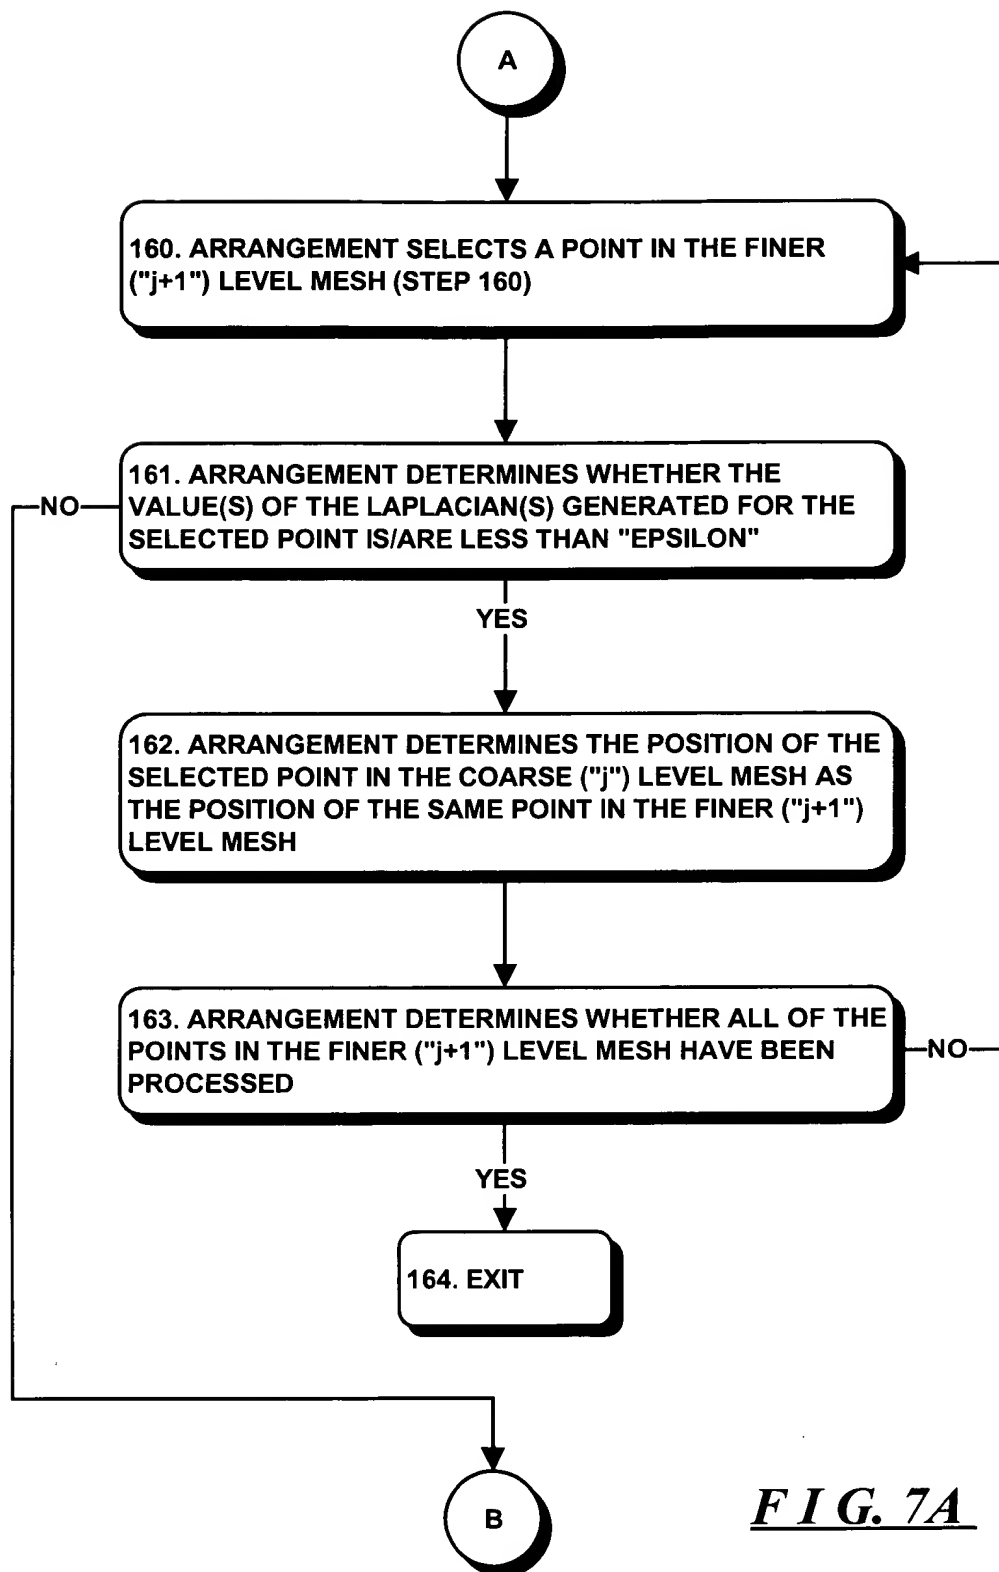 A
160. ARRANGEMENT SELECTS A POINT IN THE FINER
("j+1") LEVEL MESH (STEP 160)
161. ARRANGEMENT DETERMINES WHETHER THE
VALUE(S) OF THE LAPLACIAN(S) GENERATED FOR THE
SELECTED POINT IS/ARE LESS THAN "EPSILON"
NO
YES
162. ARRANGEMENT DETERMINES THE POSITION OF THE
SELECTED POINT IN THE COARSE ("j") LEVEL MESH AS
THE POSITION OF THE SAME POINT IN THE FINER ("j+1")
LEVEL MESH
163. ARRANGEMENT DETERMINES WHETHER ALL OF THE
POINTS IN THE FINER ("j+1") LEVEL MESH HAVE BEEN
PROCESSED
NO
YES
164. EXIT
B
FIG. 7A